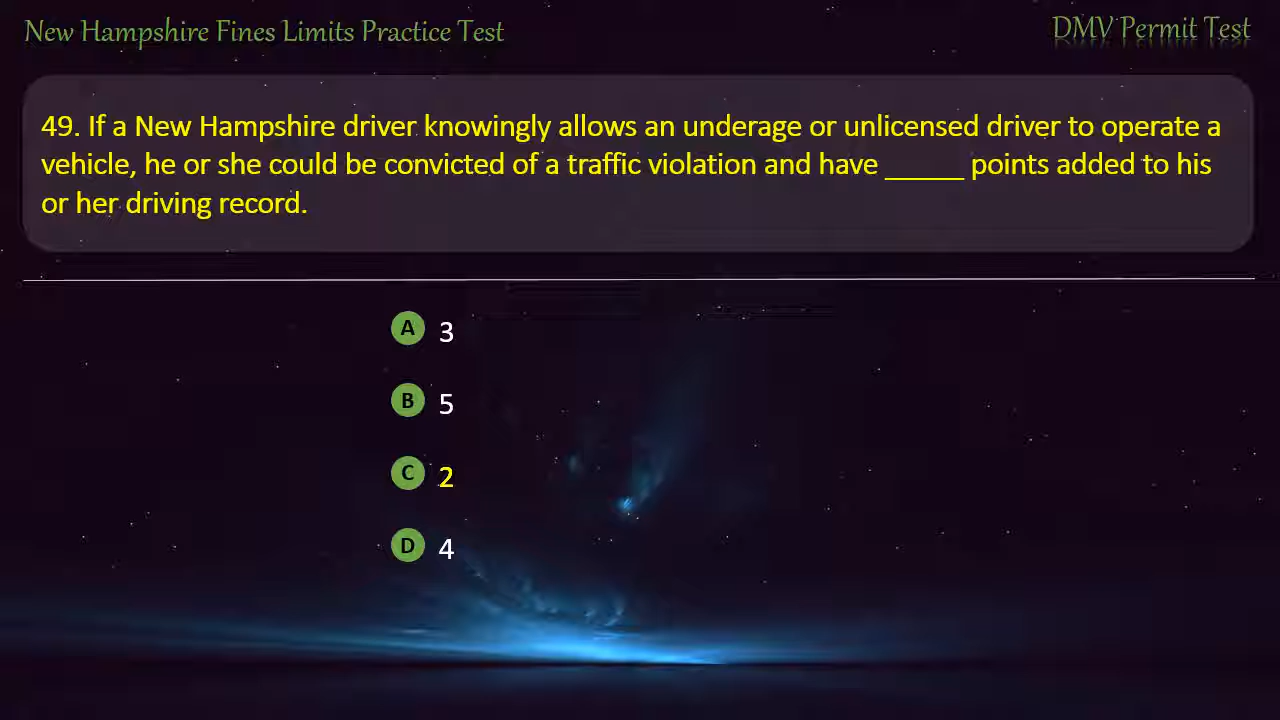 New Hampshire Fines Limits Practice Test
DMV Permit Test
49. If a New Hampshire driver knowingly allows an underage or unlicensed driver to operate a
vehicle, he or she could be convicted of a traffic violation and have _____ points added to his
or her driving record.
A 3
B 5
C 2
D 4